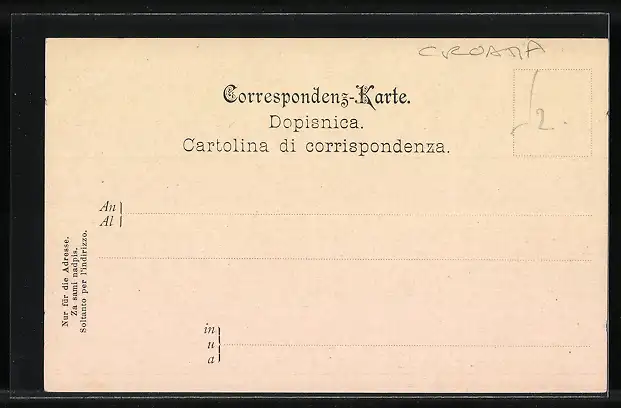 CROATIA
Correspondenz-Karte.
Dopisnica.
Cartolina di corrispondenza.
2.
An
Al
Nur für die Adresse.
Za sami nadpis.
Soltanto per l'indirizzo.
in
u
a